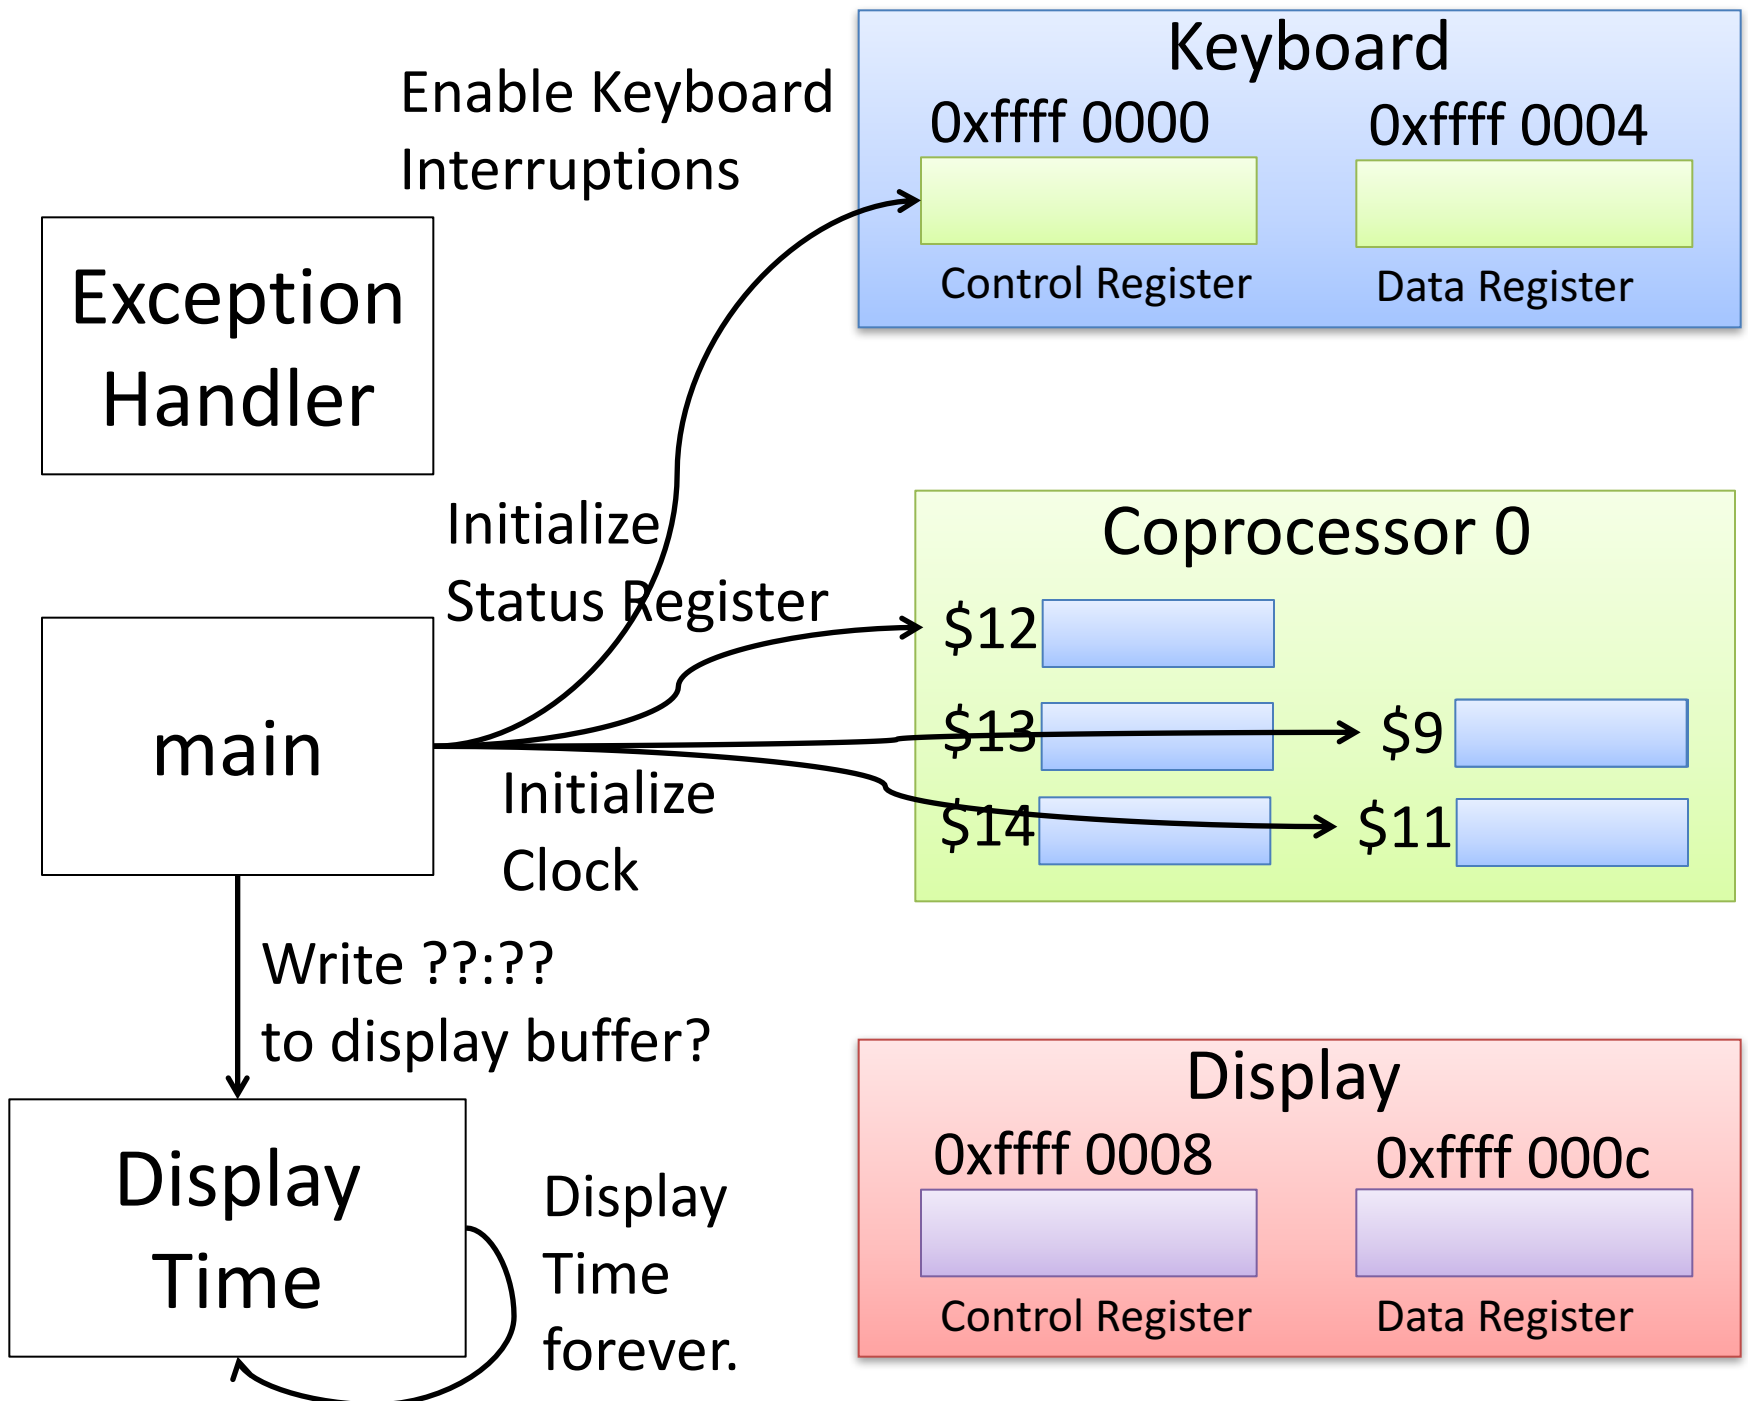 Keyboard
0xffff 0000
0xffff 0004
Control Register
Data Register
Enable Keyboard
Interruptions
Exception
Handler
Initialize
Status Register
Coprocessor 0
$12
$13
$9
$14
$11
main
Initialize
Clock
Write ??:??
to display buffer?
Display
Time
Display
Time
forever.
Display
0xffff 0008
0xffff 000c
Control Register
Data Register